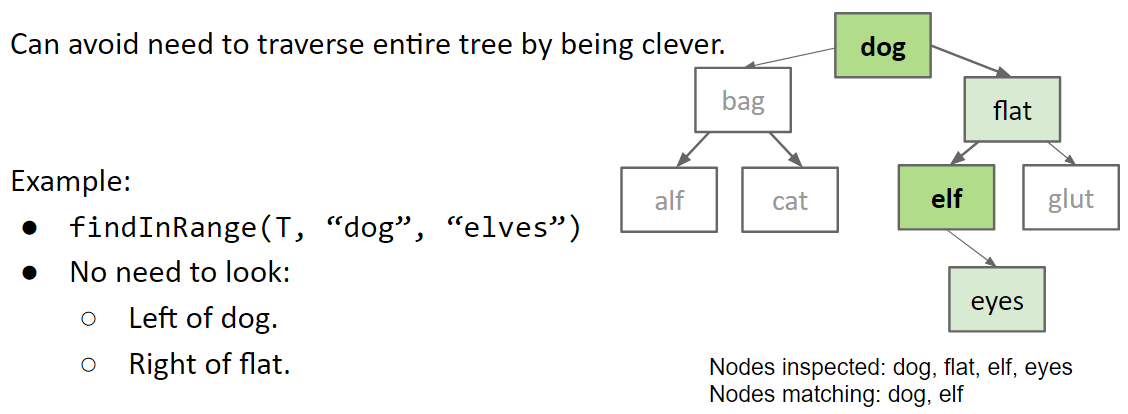 Can avoid need to traverse entire tree by being clever.
dog
bag
flat
alf
cat
elf
glut
eyes
Example:
● findInRange(T, “dog”, “elves”)
● No need to look:
○ Left of dog.
○ Right of flat.
Nodes inspected: dog, flat, elf, eyes
Nodes matching: dog, elf